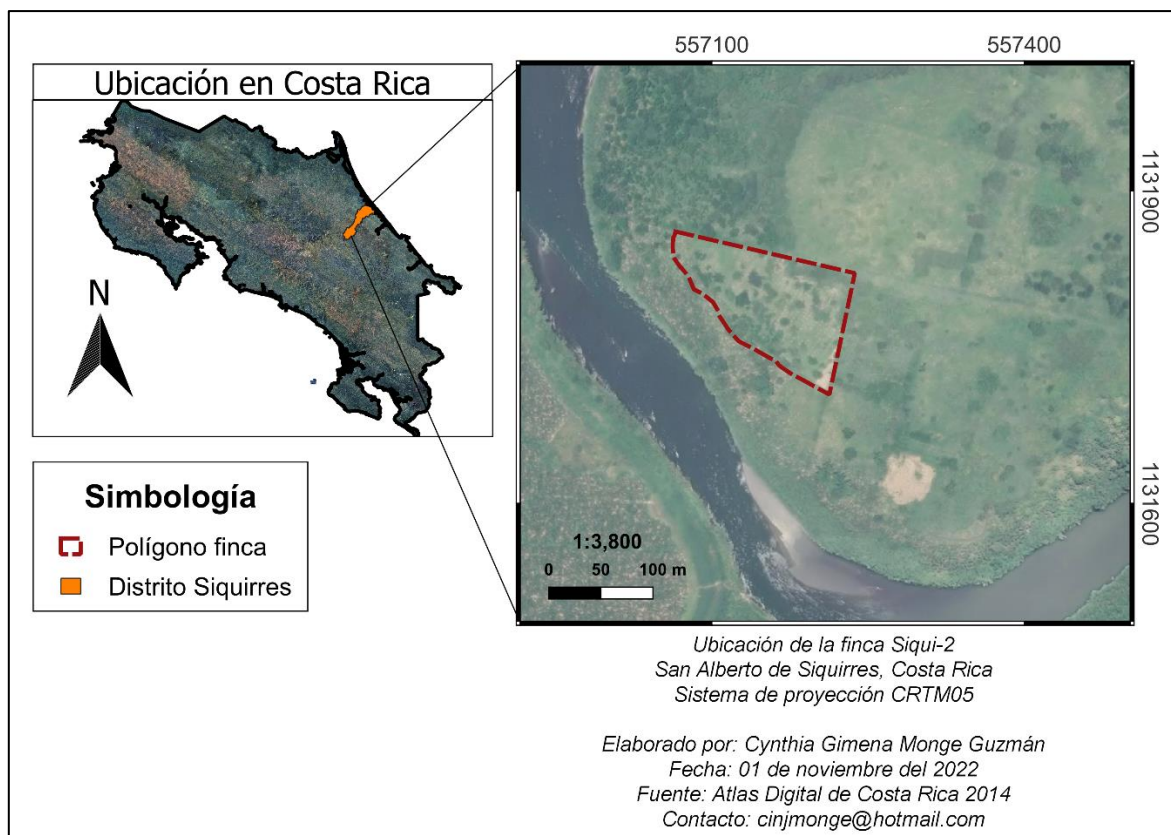 Ubicación en Costa Rica
N
Simbología
Polígono finca
Distrito Siquirres
557100
557400
1131900
1131600
1:3,800
0 50 100 m
Ubicación de la finca Siqui-2
San Alberto de Siquirres, Costa Rica
Sistema de proyección CRTM05
Elaborado por: Cynthia Gimena Monge Guzmán
Fecha: 01 de noviembre del 2022
Fuente: Atlas Digital de Costa Rica 2014
Contacto: cinjmonge@hotmail.com